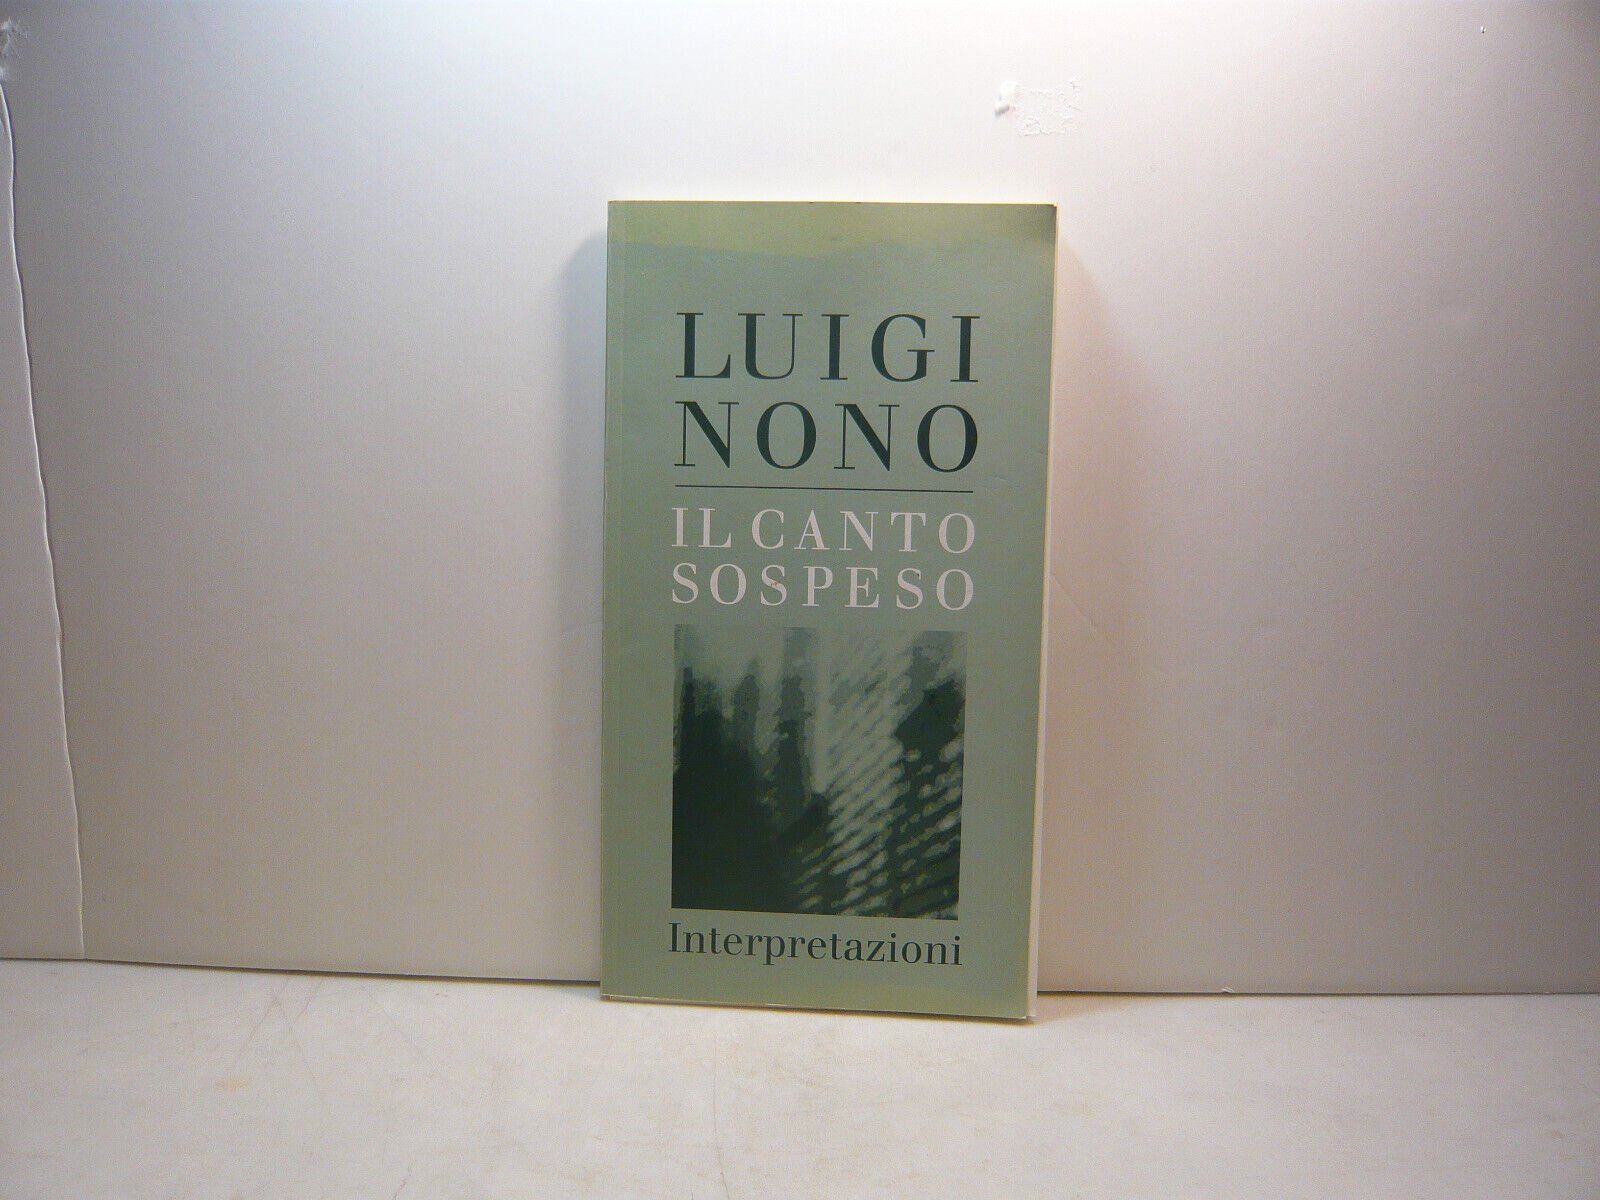 LUIGI
NONO
IL CANTO
SOSPESO
Interpretazioni